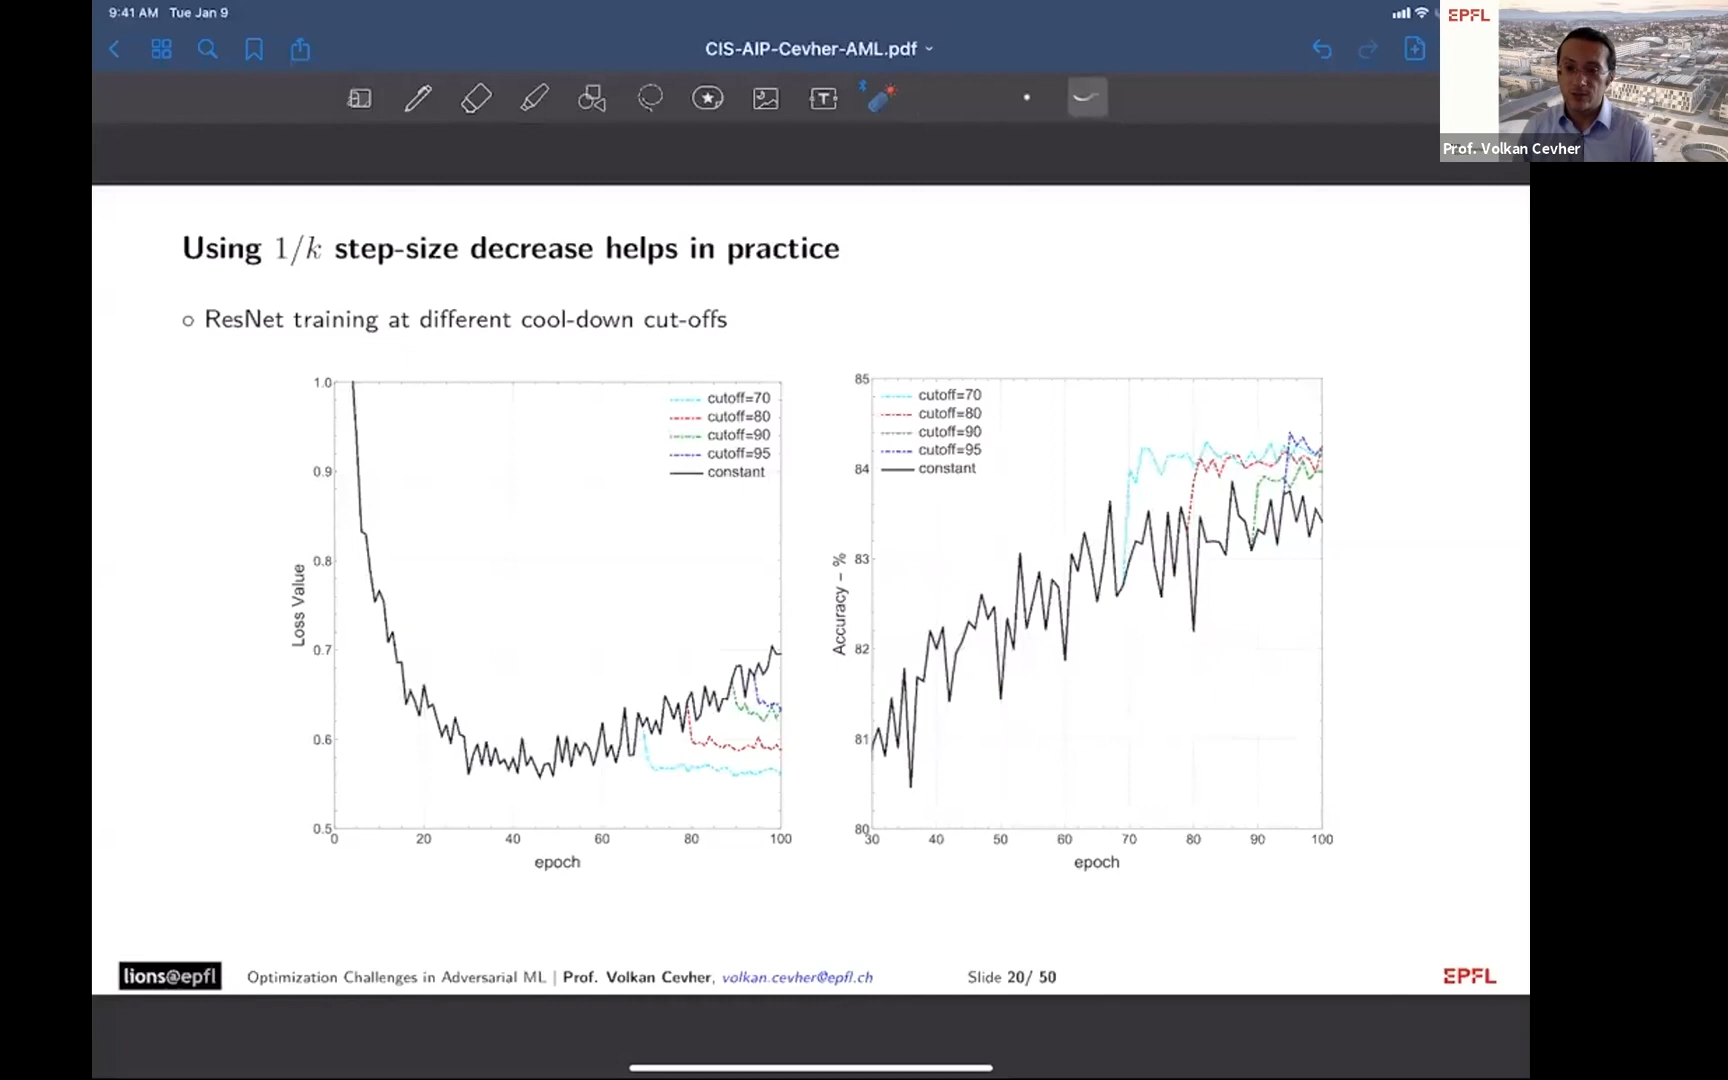 9:41 AM Tue Jan 9
CIS-AIP-Cevher-AML.pdf
T
EPFL
Prof. Volkan Cevher
Using 1/k step-size decrease helps in practice
ResNet training at different cool-down cut-offs
1.0
0.9
0.8
0.7
0.6
0.5
Loss Value
0 20 40 60 80 100
epoch
cutoff=70
cutoff=80
cutoff=90
cutoff=95
constant
85
84
83
82
81
80
Accuracy – %
30 40 50 60 70 80 90 100
epoch
cutoff=70
cutoff=80
cutoff=90
cutoff=95
constant
lions@epfl Optimization Challenges in Adversarial ML | Prof. Volkan Cevher, volkan.cevher@epfl.ch Slide 20/ 50 EPFL